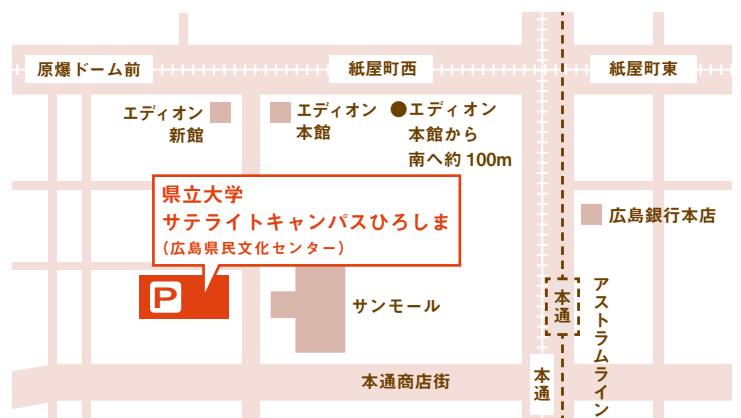 原爆ドーム前
紙屋町西
紙屋町東
エディオン
新館
エディオン
本館
●エディオン
本館から
南へ約100m
県立大学
サテライトキャンパスひろしま
(広島県民文化センター)
広島銀行本店
P
サンモール
本通
アストラムライン
本通商店街
本通